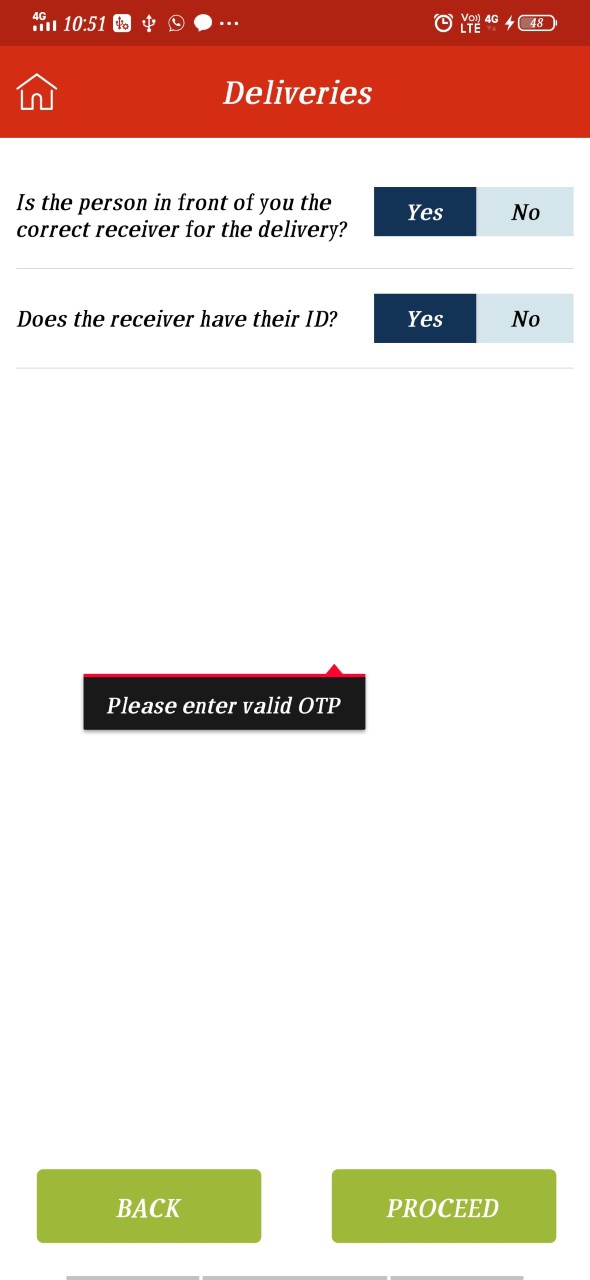 4G 10:51 Vo)) LTE 4G 48
Deliveries
Is the person in front of you the
correct receiver for the delivery?
Yes No
Does the receiver have their ID?
Yes No
Please enter valid OTP
BACK PROCEED